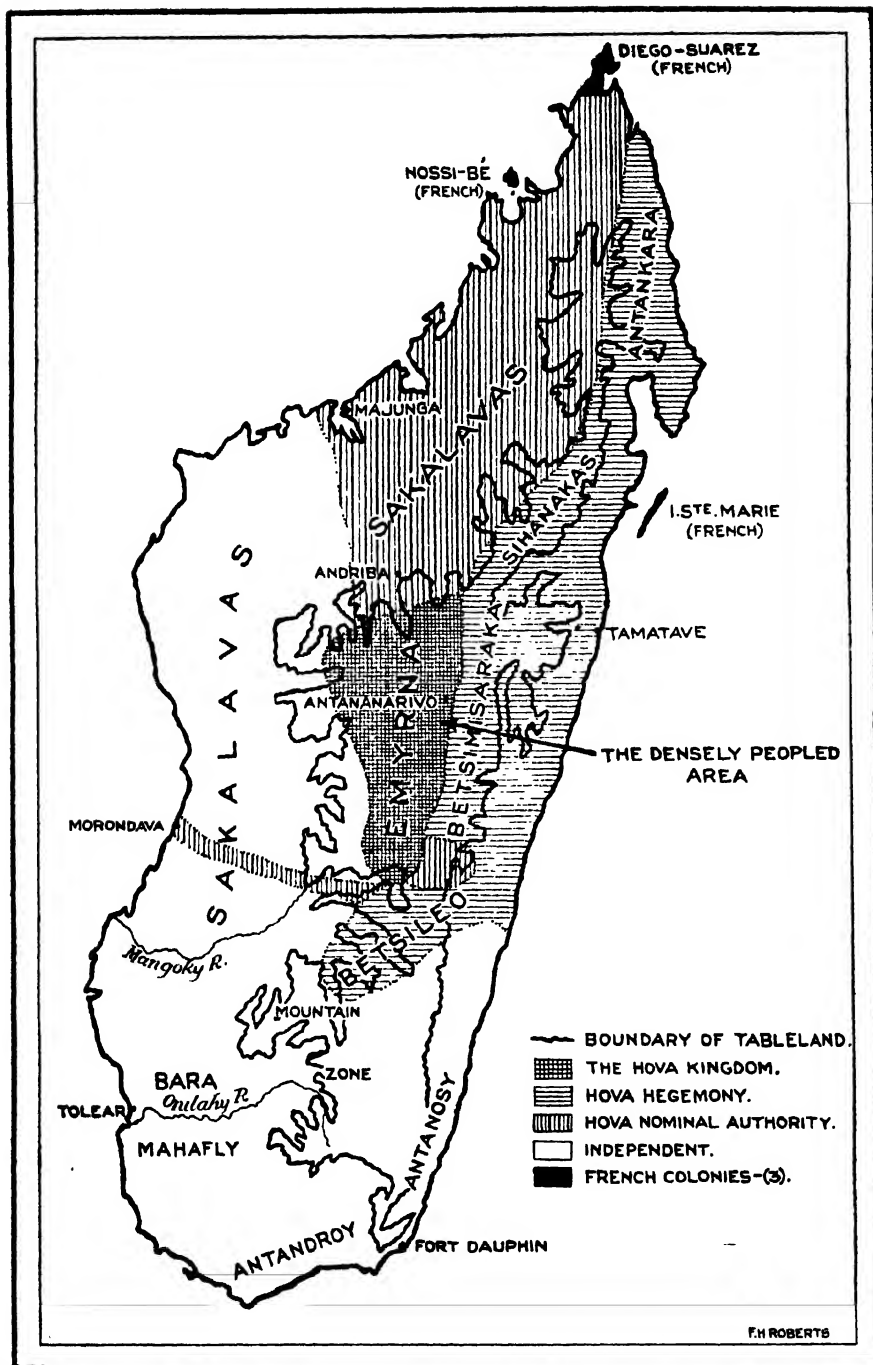 DIEGO-SUAREZ
(FRENCH)
NOSSI-BÉ
(FRENCH)
ANTANKARA
MAJUNGA
SAKALAVAS
I. STE. MARIE
(FRENCH)
SIHANAKAS
ANDRIBA
SAKALAVAS
TAMATAVE
EMYRNA
ANTANANARIVO
BETSIMISARAKA
THE DENSELY PEOPLED
AREA
MORONDAVA
BETSILEO
Mangoky R.
MOUNTAIN
ZONE
BARA
Onilahy R.
TOLEAR
MAHAFLY
ANTANOSY
ANTANDROY
FORT DAUPHIN
BOUNDARY OF TABLELAND.
THE HOVA KINGDOM.
HOVA HEGEMONY.
HOVA NOMINAL AUTHORITY.
INDEPENDENT.
FRENCH COLONIES-(3).
F.H ROBERTS